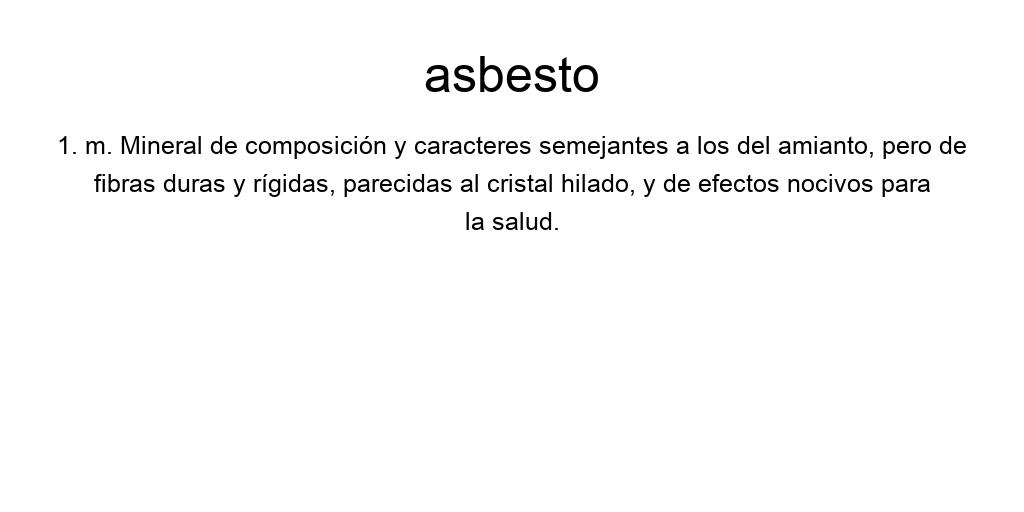 asbesto
1. m. Mineral de composición y caracteres semejantes a los del amianto, pero de
fibras duras y rígidas, parecidas al cristal hilado, y de efectos nocivos para
la salud.